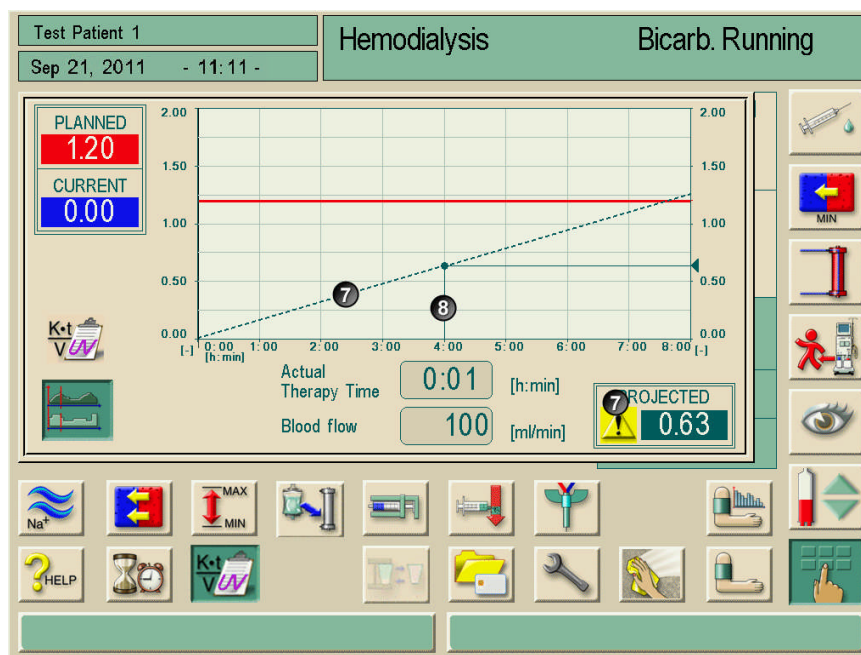 Test Patient 1
Sep 21, 2011 - 11:11 -
Hemodialysis Bicarb. Running
PLANNED
1.20
CURRENT
0.00
2.00
1.50
1.00
0.50
0.00
[-]
2.00
1.50
1.00
0.50
0.00
[-]
0:00 1:00 2:00 3:00 4:00 5:00 6:00 7:00 8:00
[h:min]
7
8
K•t
V UV
Actual
Therapy Time 0:01 [h:min]
Blood flow 100 [ml/min]
7
ROJECTED
0.63
MIN
Na+
MAX
MIN
? HELP
K•t
V UV